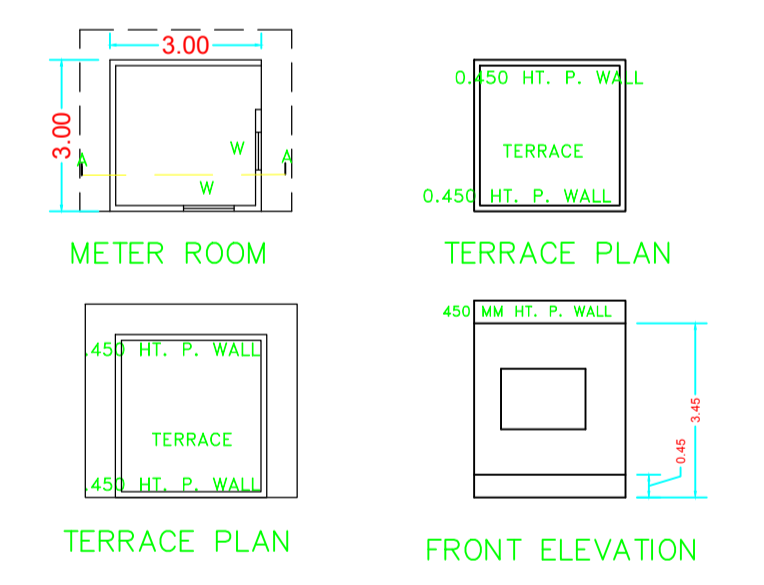 3.00
3.00
A
A
W
W
METER ROOM
0.450 HT. P. WALL
TERRACE
0.450 HT. P. WALL
TERRACE PLAN
.450 HT. P. WALL
TERRACE
.450 HT. P. WALL
TERRACE PLAN
450 MM HT. P. WALL
3.45
0.45
FRONT ELEVATION